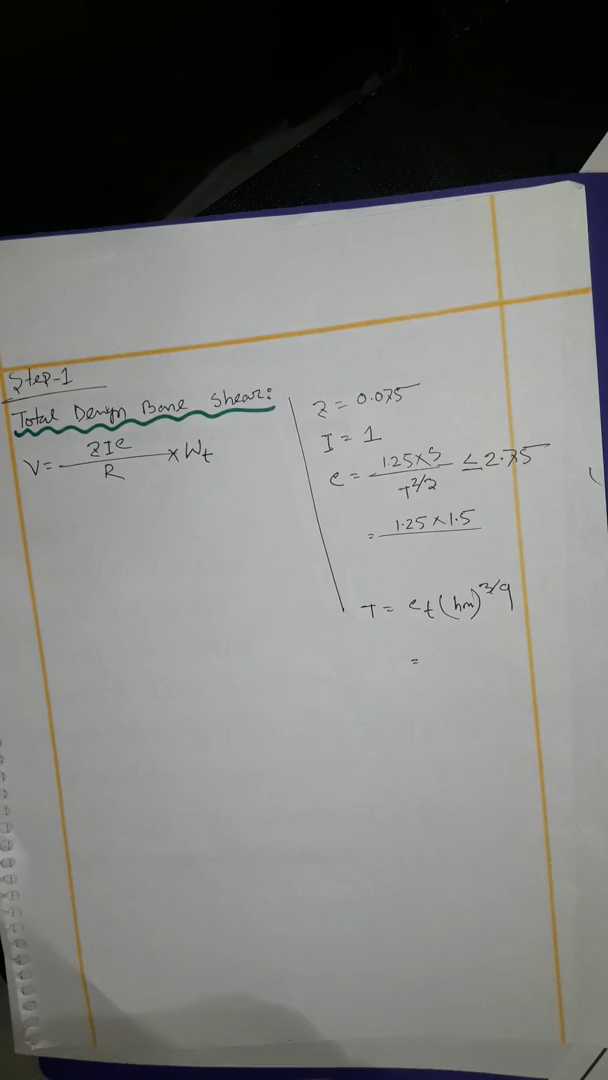 Step-1
Total Design Base Shear:
V = ZIC / R × Wt
Z = 0.075
I = 1
C = 1.25×S / T^2/3 ≤ 2.75
= 1.25×1.5
T = Ct (hn)^3/4
=